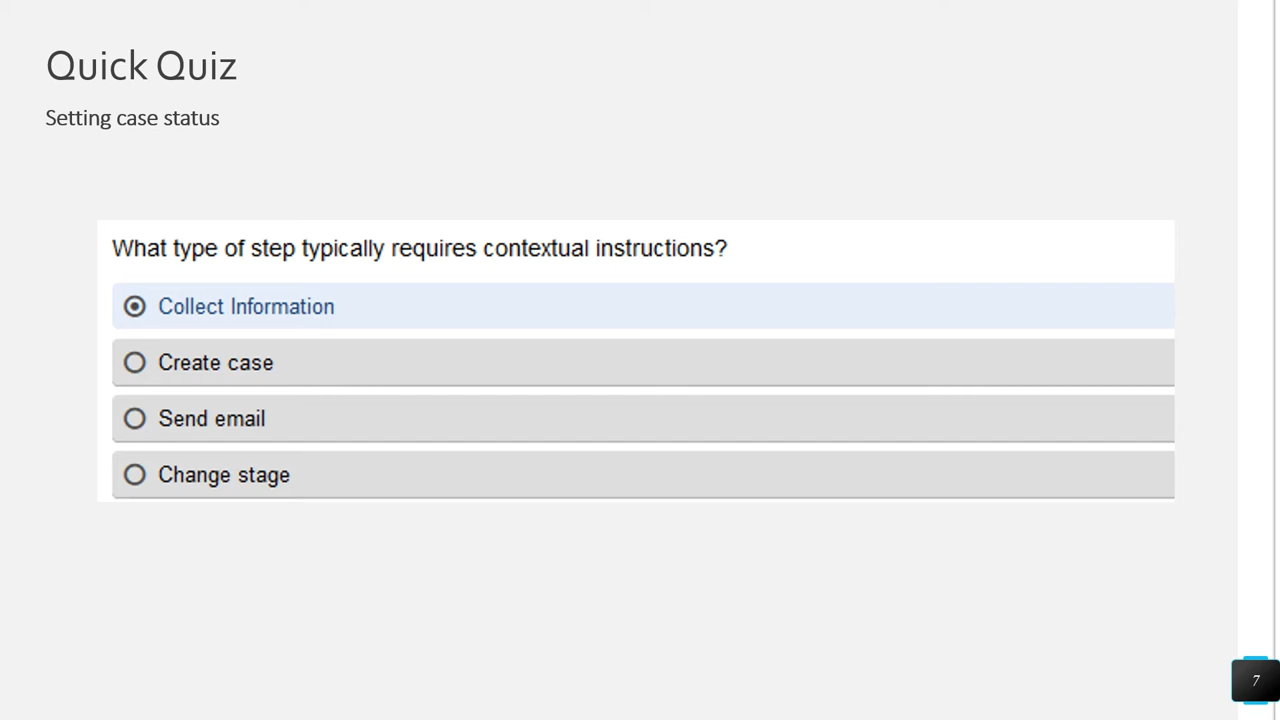 Quick Quiz
Setting case status
What type of step typically requires contextual instructions?
Collect Information
Create case
Send email
Change stage
7